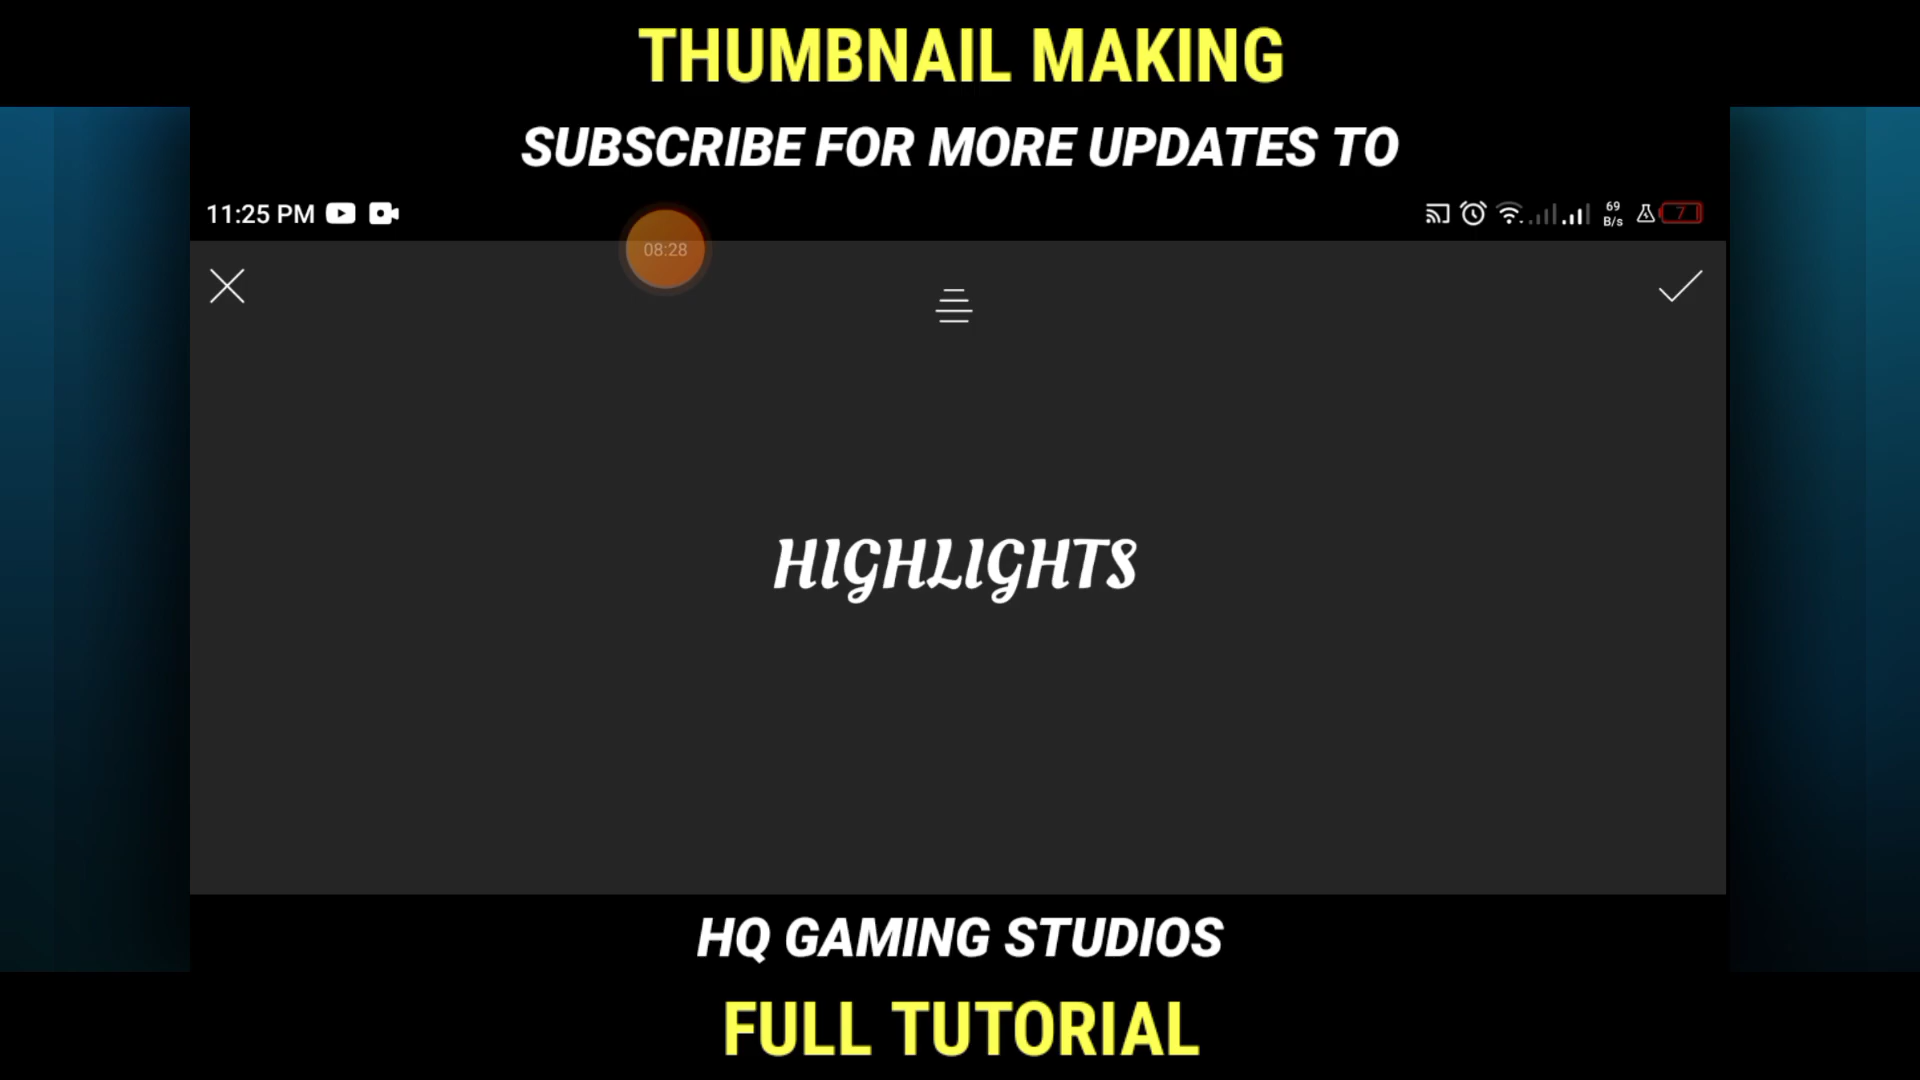 THUMBNAIL MAKING
SUBSCRIBE FOR MORE UPDATES TO
11:25 PM
69
B/s
7
08:28
HIGHLIGHTS
HQ GAMING STUDIOS
FULL TUTORIAL